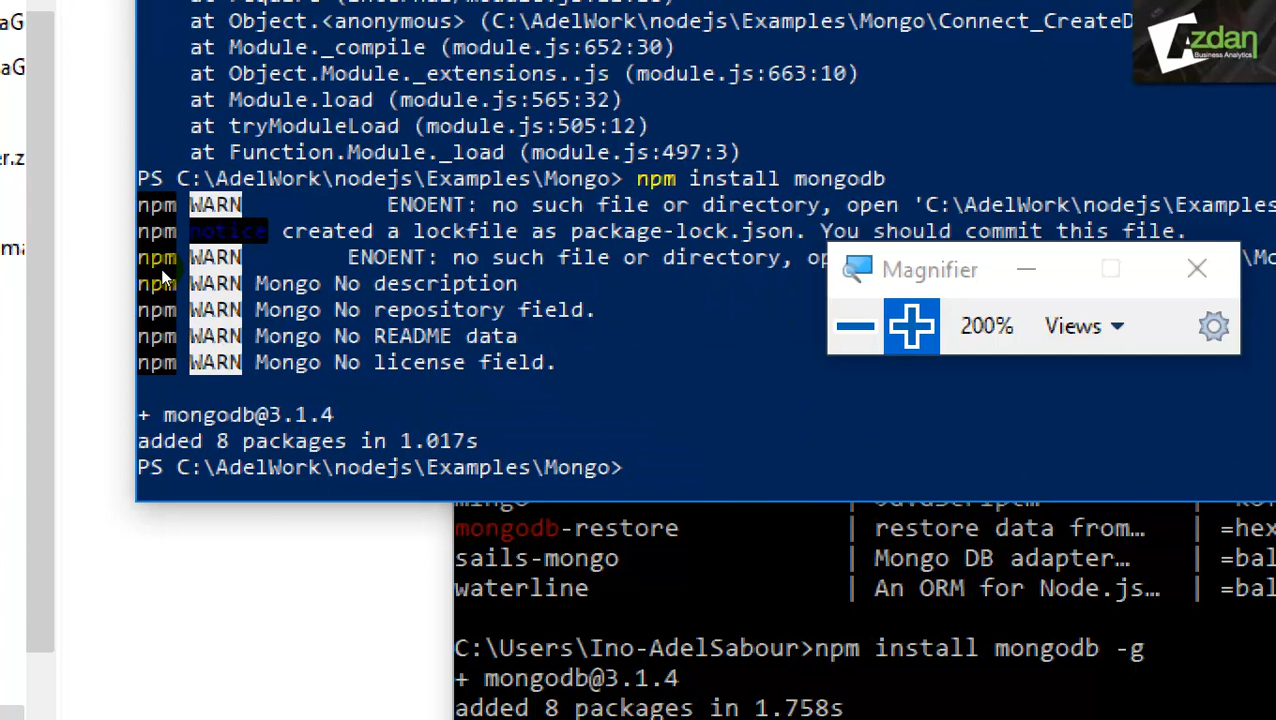 aG
at Object.<anonymous> (C:\AdelWork\nodejs\Examples\Mongo\Connect_CreateD
zdan
Business Analytics
at Module._compile (module.js:652:30)
aG
at Object.Module._extensions..js (module.js:663:10)
at Module.load (module.js:565:32)
at tryModuleLoad (module.js:505:12)
er.z
at Function.Module._load (module.js:497:3)
PS C:\AdelWork\nodejs\Examples\Mongo> npm install mongodb
npm WARN ENOENT: no such file or directory, open 'C:\AdelWork\nodejs\Examples
npm notice created a lockfile as package-lock.json. You should commit this file.
ma
npm WARN ENOENT: no such file or directory, op
Magnifier
npm WARN Mongo No description
npm WARN Mongo No repository field.
200% Views
npm WARN Mongo No README data
npm WARN Mongo No license field.
+ mongodb@3.1.4
added 8 packages in 1.017s
PS C:\AdelWork\nodejs\Examples\Mongo>
mongodb-restore | restore data from… | =hex
sails-mongo | Mongo DB adapter… | =bal
waterline | An ORM for Node.js… | =bal
C:\Users\Ino-AdelSabour>npm install mongodb -g
+ mongodb@3.1.4
added 8 packages in 1.758s